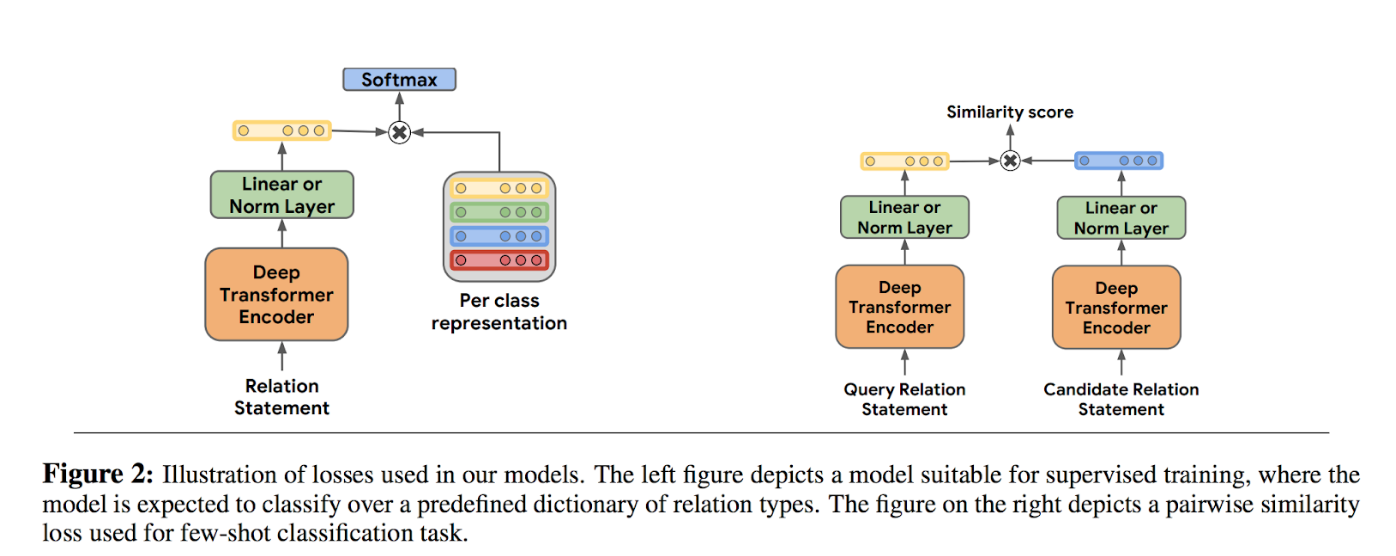 Softmax
Linear or
Norm Layer
Deep
Transformer
Encoder
Relation
Statement
Per class
representation
Similarity score
Linear or
Norm Layer
Deep
Transformer
Encoder
Query Relation
Statement
Linear or
Norm Layer
Deep
Transformer
Encoder
Candidate Relation
Statement
Figure 2: Illustration of losses used in our models. The left figure depicts a model suitable for supervised training, where the
model is expected to classify over a predefined dictionary of relation types. The figure on the right depicts a pairwise similarity
loss used for few-shot classification task.